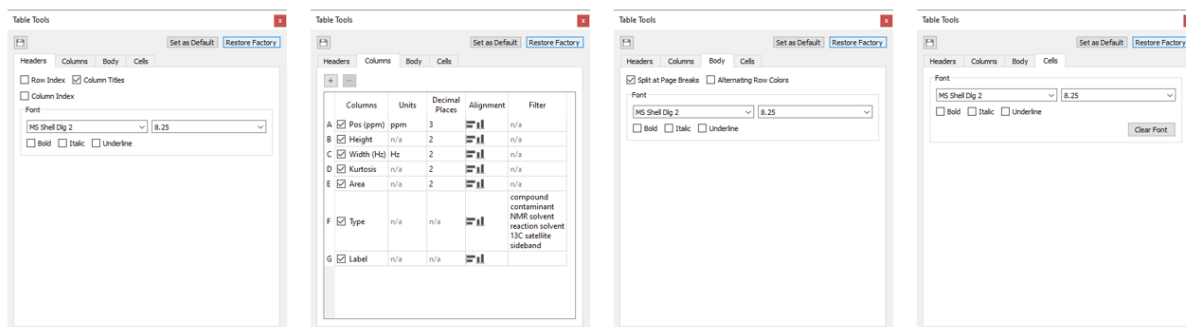 Table Tools
x
Set as Default Restore Factory
Headers Columns Body Cells
Row Index Column Titles
Column Index
Font
MS Shell Dlg 2 8.25
Bold Italic Underline
Table Tools
x
Set as Default Restore Factory
Headers Columns Body Cells
+ −
Columns Units Decimal Places Alignment Filter
A Pos (ppm) ppm 3 n/a
B Height n/a 2 n/a
C Width (Hz) Hz 2 n/a
D Kurtosis n/a 2 n/a
E Area n/a 2 n/a
F Type n/a n/a compound
contaminant
NMR solvent
reaction solvent
13C satellite
sideband
G Label n/a n/a
Table Tools
x
Set as Default Restore Factory
Headers Columns Body Cells
Split at Page Breaks Alternating Row Colors
Font
MS Shell Dlg 2 8.25
Bold Italic Underline
Table Tools
x
Set as Default Restore Factory
Headers Columns Body Cells
Font
MS Shell Dlg 2 8.25
Bold Italic Underline
Clear Font